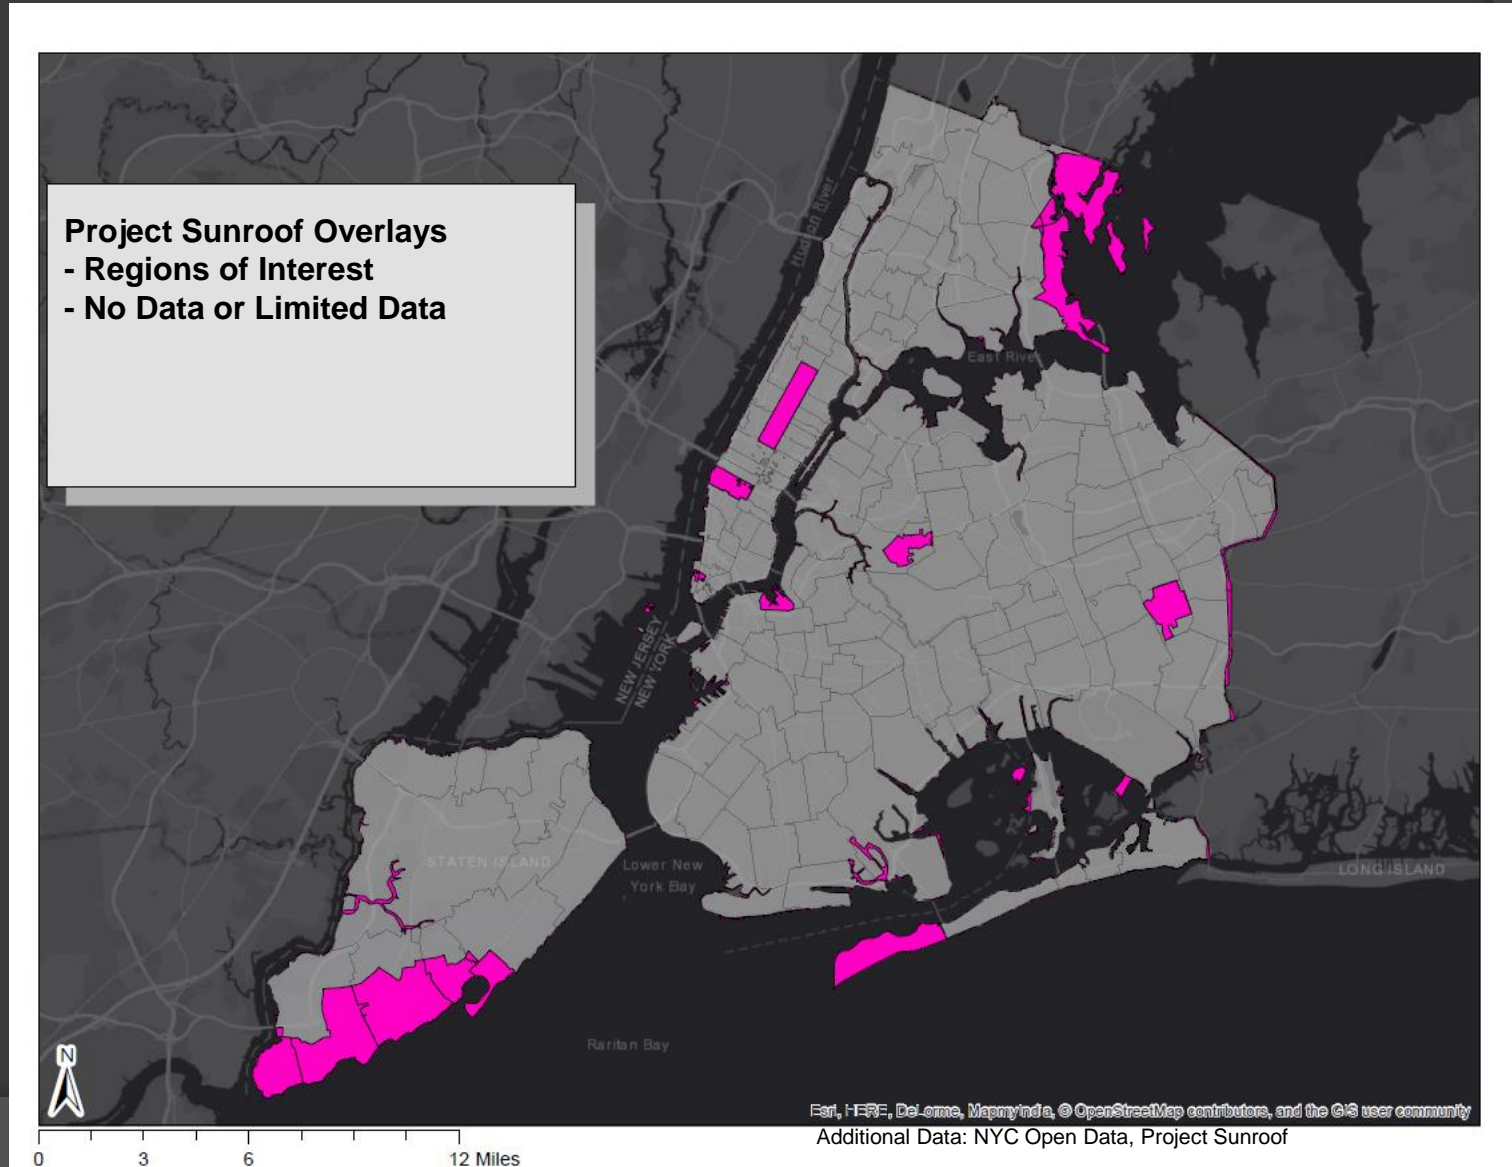 Project Sunroof Overlays
- Regions of Interest
- No Data or Limited Data
Hudson River
East River
NEW JERSEY
NEW YORK
STATEN ISLAND
Lower New
York Bay
LONG ISLAND
Raritan Bay
N
Esri, HERE, DeLorme, MapmyIndia, © OpenStreetMap contributors, and the GIS user community
Additional Data: NYC Open Data, Project Sunroof
0 3 6 12 Miles